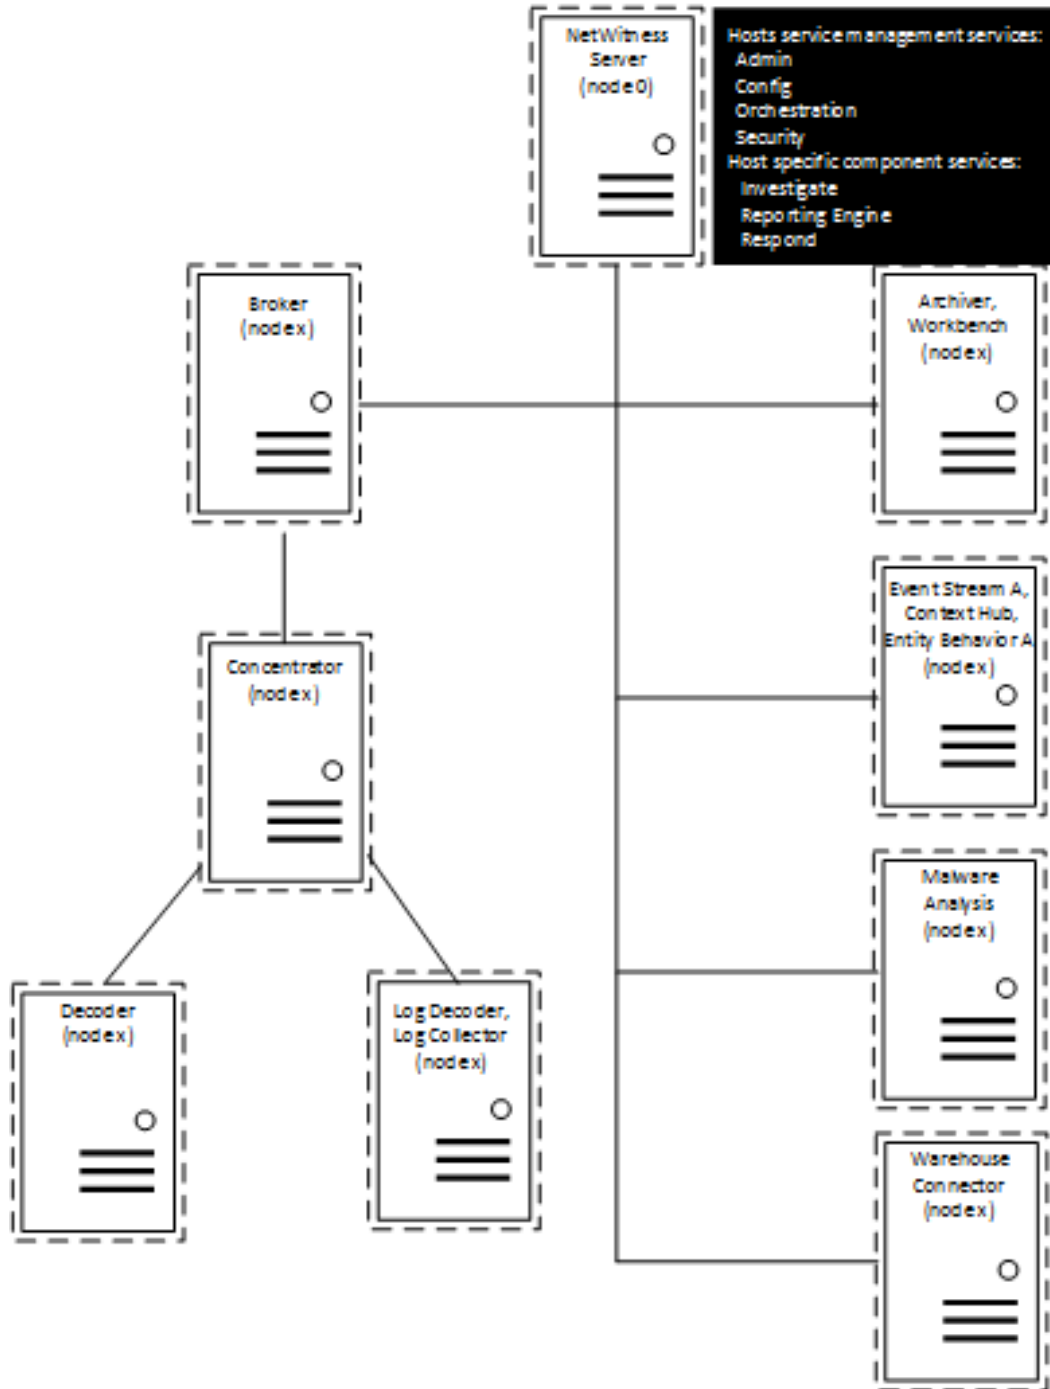 NetWitness
Server
(node0)
Hosts service management services:
Admin
Config
Orchestration
Security
Host specific component services:
Investigate
Reporting Engine
Respond
Broker
(nodex)
Archiver,
Workbench
(nodex)
Event Stream A,
Context Hub,
Entity Behavior A
(nodex)
Concentrator
(nodex)
Malware
Analysis
(nodex)
Decoder
(nodex)
Log Decoder,
Log Collector
(nodex)
Warehouse
Connector
(nodex)